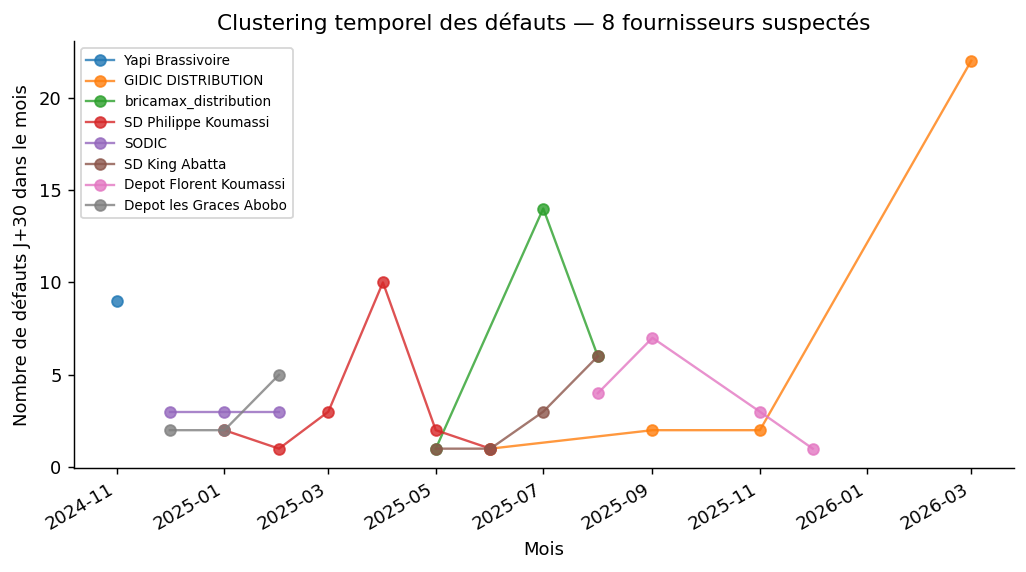 Clustering temporel des défauts — 8 fournisseurs suspectés
Yapi Brassivoire
GIDIC DISTRIBUTION
bricamax_distribution
SD Philippe Koumassi
SODIC
SD King Abatta
Depot Florent Koumassi
Depot les Graces Abobo
Nombre de défauts J+30 dans le mois
20
15
10
5
0
2024-11
2025-01
2025-03
2025-05
2025-07
2025-09
2025-11
2026-01
2026-03
Mois